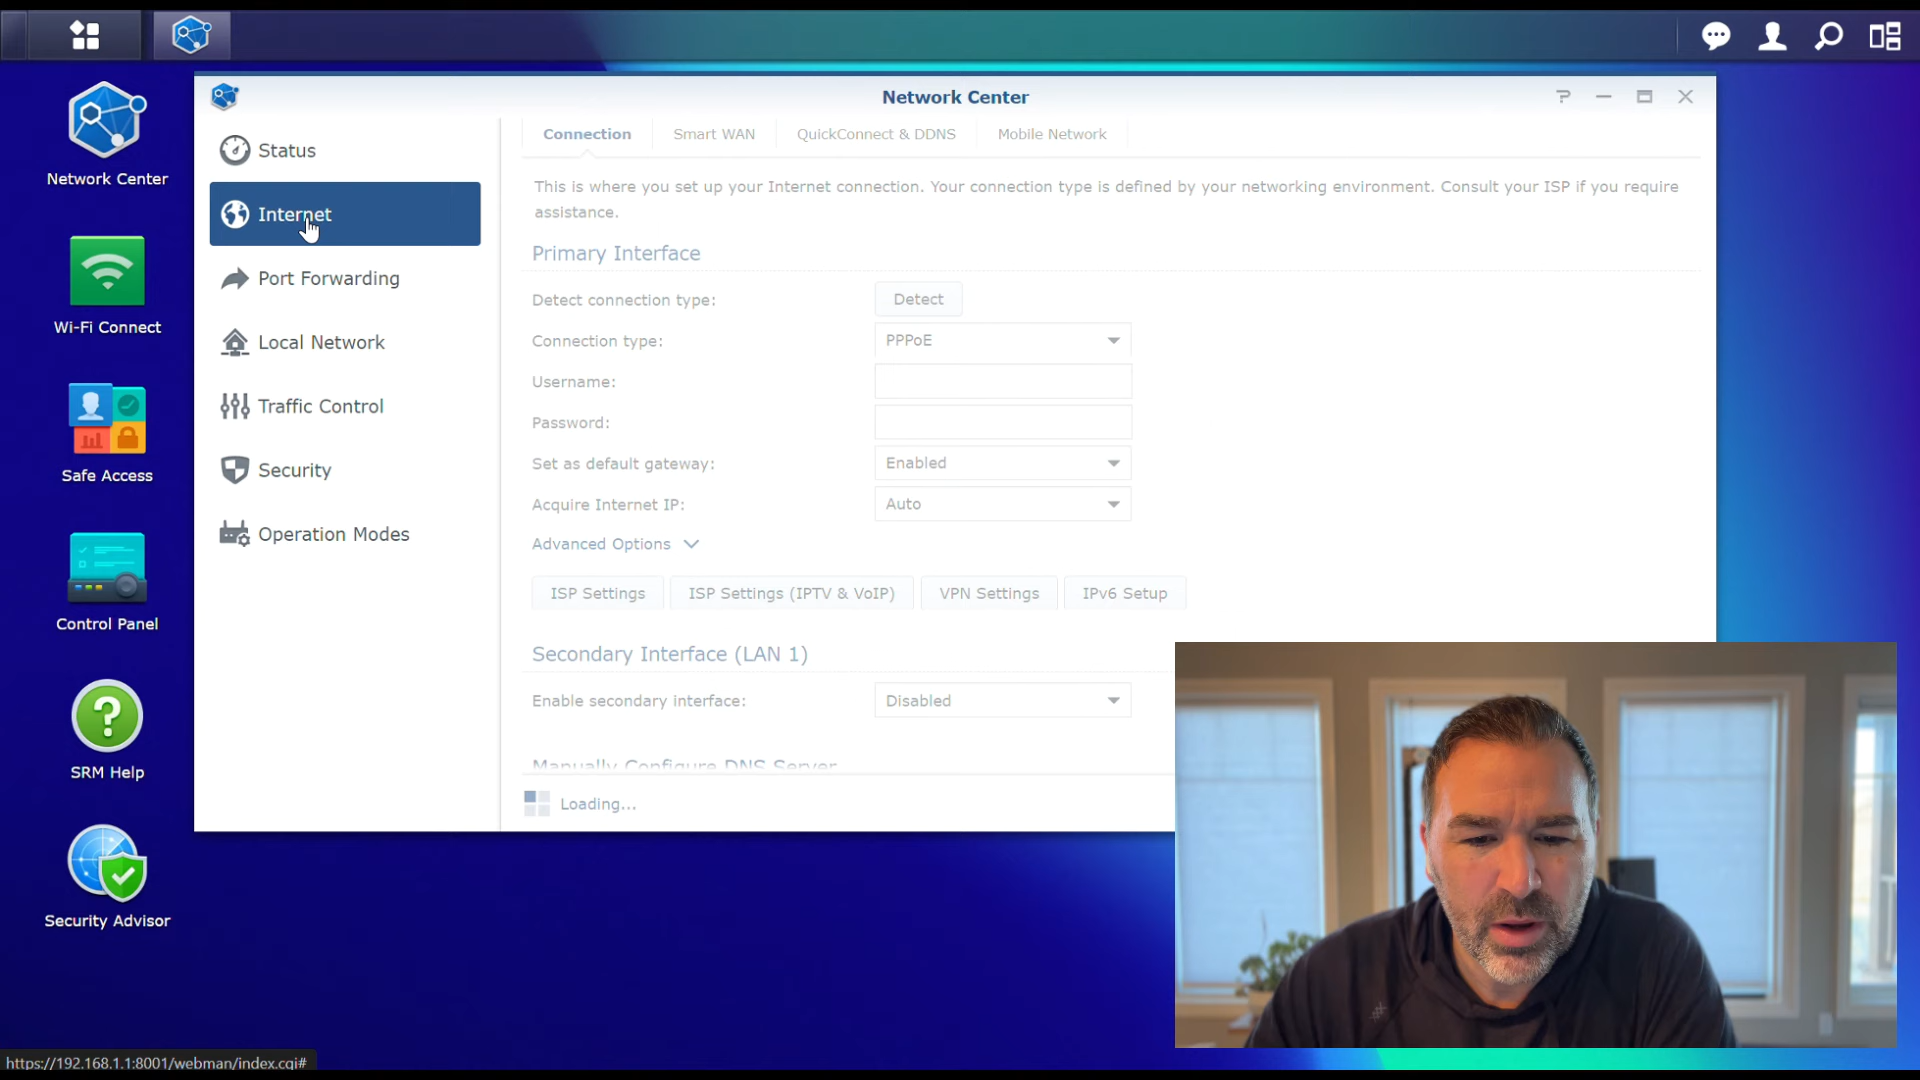 Network Center
Network Center
Wi-Fi Connect
Safe Access
Control Panel
SRM Help
Security Advisor
Status
Internet
Port Forwarding
Local Network
Traffic Control
Security
Operation Modes
Connection
Smart WAN
QuickConnect & DDNS
Mobile Network
This is where you set up your Internet connection. Your connection type is defined by your networking environment. Consult your ISP if you require
assistance.
Primary Interface
Detect connection type:
Detect
Connection type:
PPPoE
Username:
Password:
Set as default gateway:
Enabled
Acquire Internet IP:
Auto
Advanced Options
ISP Settings
ISP Settings (IPTV & VoIP)
VPN Settings
IPv6 Setup
Secondary Interface (LAN 1)
Enable secondary interface:
Disabled
Manually Configure DNS Server
Loading...
https://192.168.1.1:8001/webman/index.cgi#